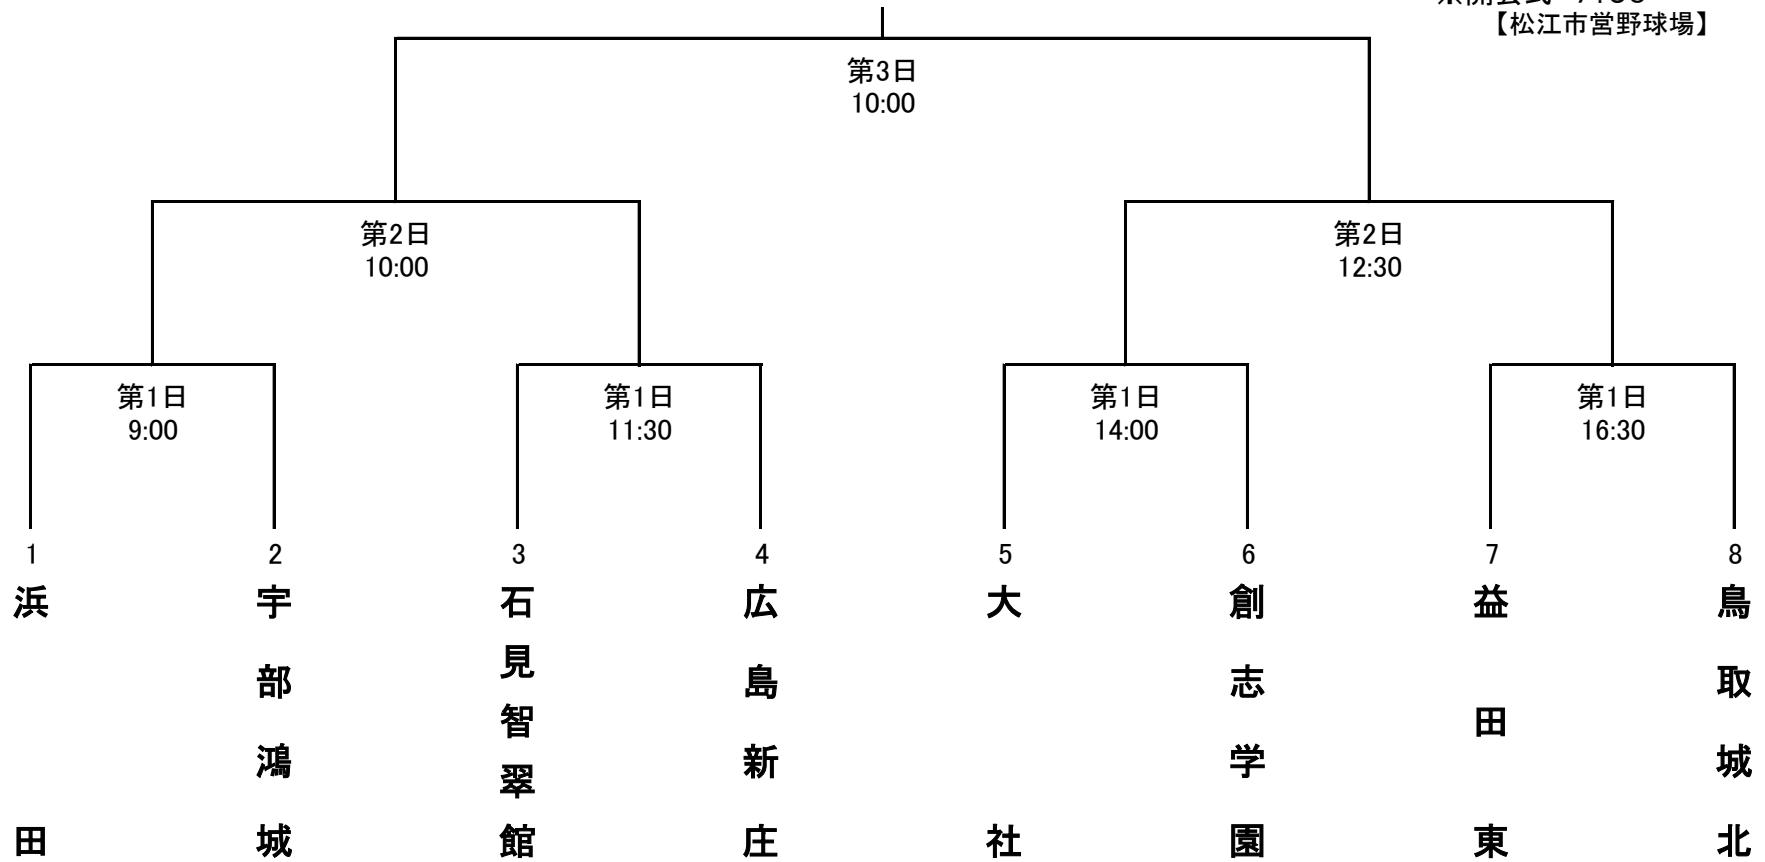 【松江市営野球場】
第3日
10:00
第2日
10:00
第2日
12:30
第1日
9:00
第1日
11:30
第1日
14:00
第1日
16:30
1
2
3
4
5
6
7
8
浜田
宇部鴻城
石見智翠館
広島新庄
大社
創志学園
益田東
鳥取城北